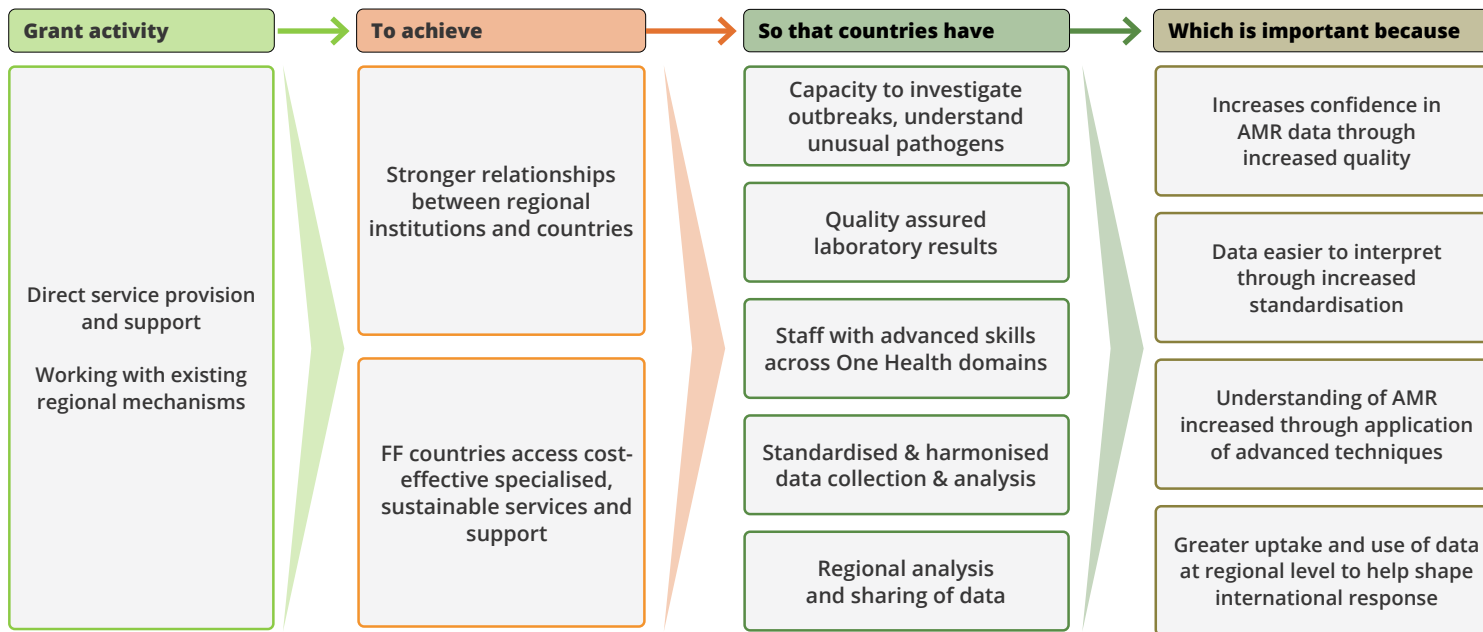 Grant activity
To achieve
So that countries have
Which is important because
Direct service provision
and support
Working with existing
regional mechanisms
Stronger relationships
between regional
institutions and countries
FF countries access cost-
effective specialised,
sustainable services and
support
Capacity to investigate
outbreaks, understand
unusual pathogens
Quality assured
laboratory results
Staff with advanced skills
across One Health domains
Standardised & harmonised
data collection & analysis
Regional analysis
and sharing of data
Increases confidence in
AMR data through
increased quality
Data easier to interpret
through increased
standardisation
Understanding of AMR
increased through application
of advanced techniques
Greater uptake and use of data
at regional level to help shape
international response